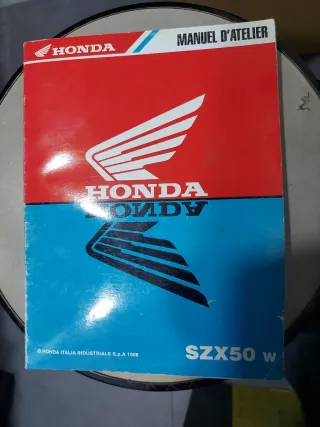 HONDA
MANUEL D'ATELIER
HONDA
HONDA
© HONDA ITALIA INDUSTRIALE S.p.A 1998
SZX50 W